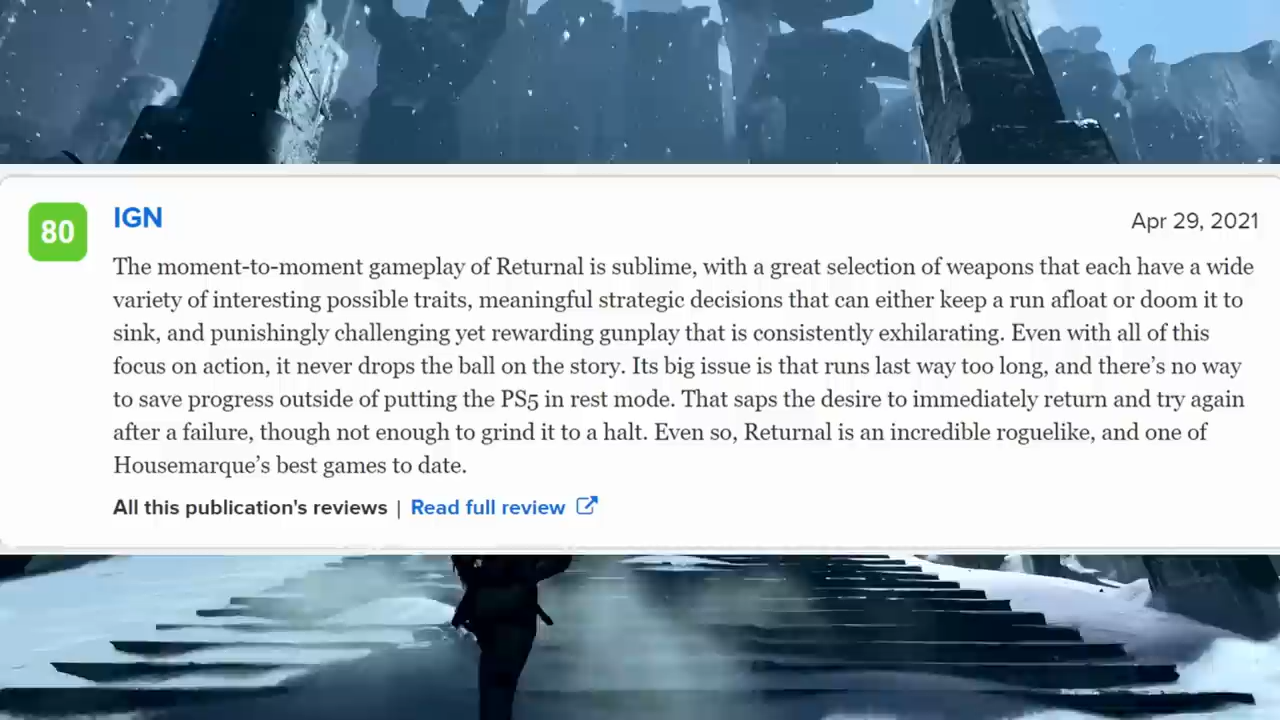 80
IGN
Apr 29, 2021
The moment-to-moment gameplay of Returnal is sublime, with a great selection of weapons that each have a wide
variety of interesting possible traits, meaningful strategic decisions that can either keep a run afloat or doom it to
sink, and punishingly challenging yet rewarding gunplay that is consistently exhilarating. Even with all of this
focus on action, it never drops the ball on the story. Its big issue is that runs last way too long, and there’s no way
to save progress outside of putting the PS5 in rest mode. That saps the desire to immediately return and try again
after a failure, though not enough to grind it to a halt. Even so, Returnal is an incredible roguelike, and one of
Housemarque’s best games to date.
All this publication's reviews | Read full review